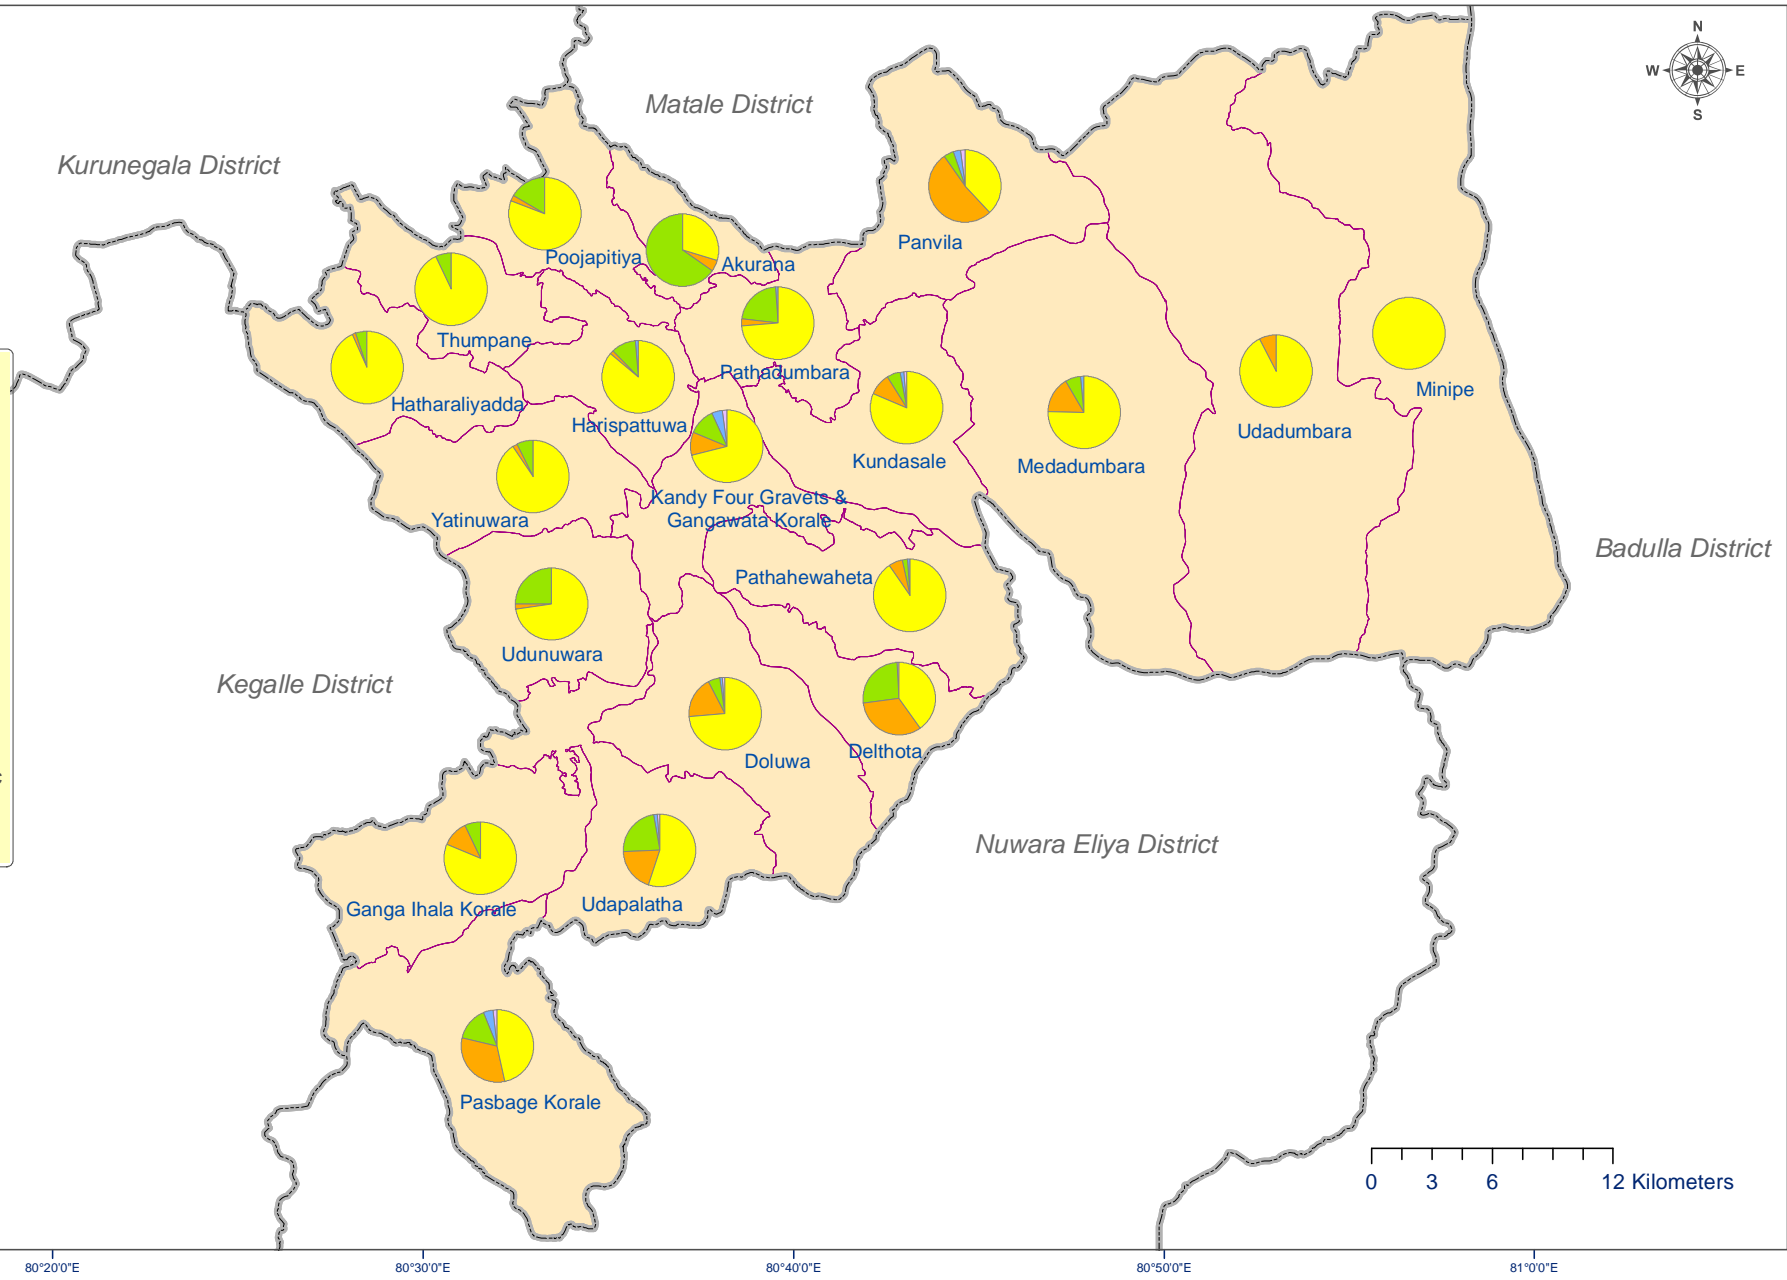 N
W
E
S
Matale District
Kurunegala District
Panvila
Poojapitiya
Akurana
Thumpane
Pathadumbara
Minipe
Hatharaliyadda
Harispattuwa
Udadumbara
Kundasale
Medadumbara
Kandy Four Gravets &
Gangawata Korale
Yatinuwara
Badulla District
Pathahewaheta
Udunuwara
Kegalle District
Delthota
Doluwa
Nuwara Eliya District
Ganga Ihala Korale
Udapalatha
Pasbage Korale
0 3 6 12 Kilometers
80°20'0"E 80°30'0"E 80°40'0"E 80°50'0"E 81°0'0"E